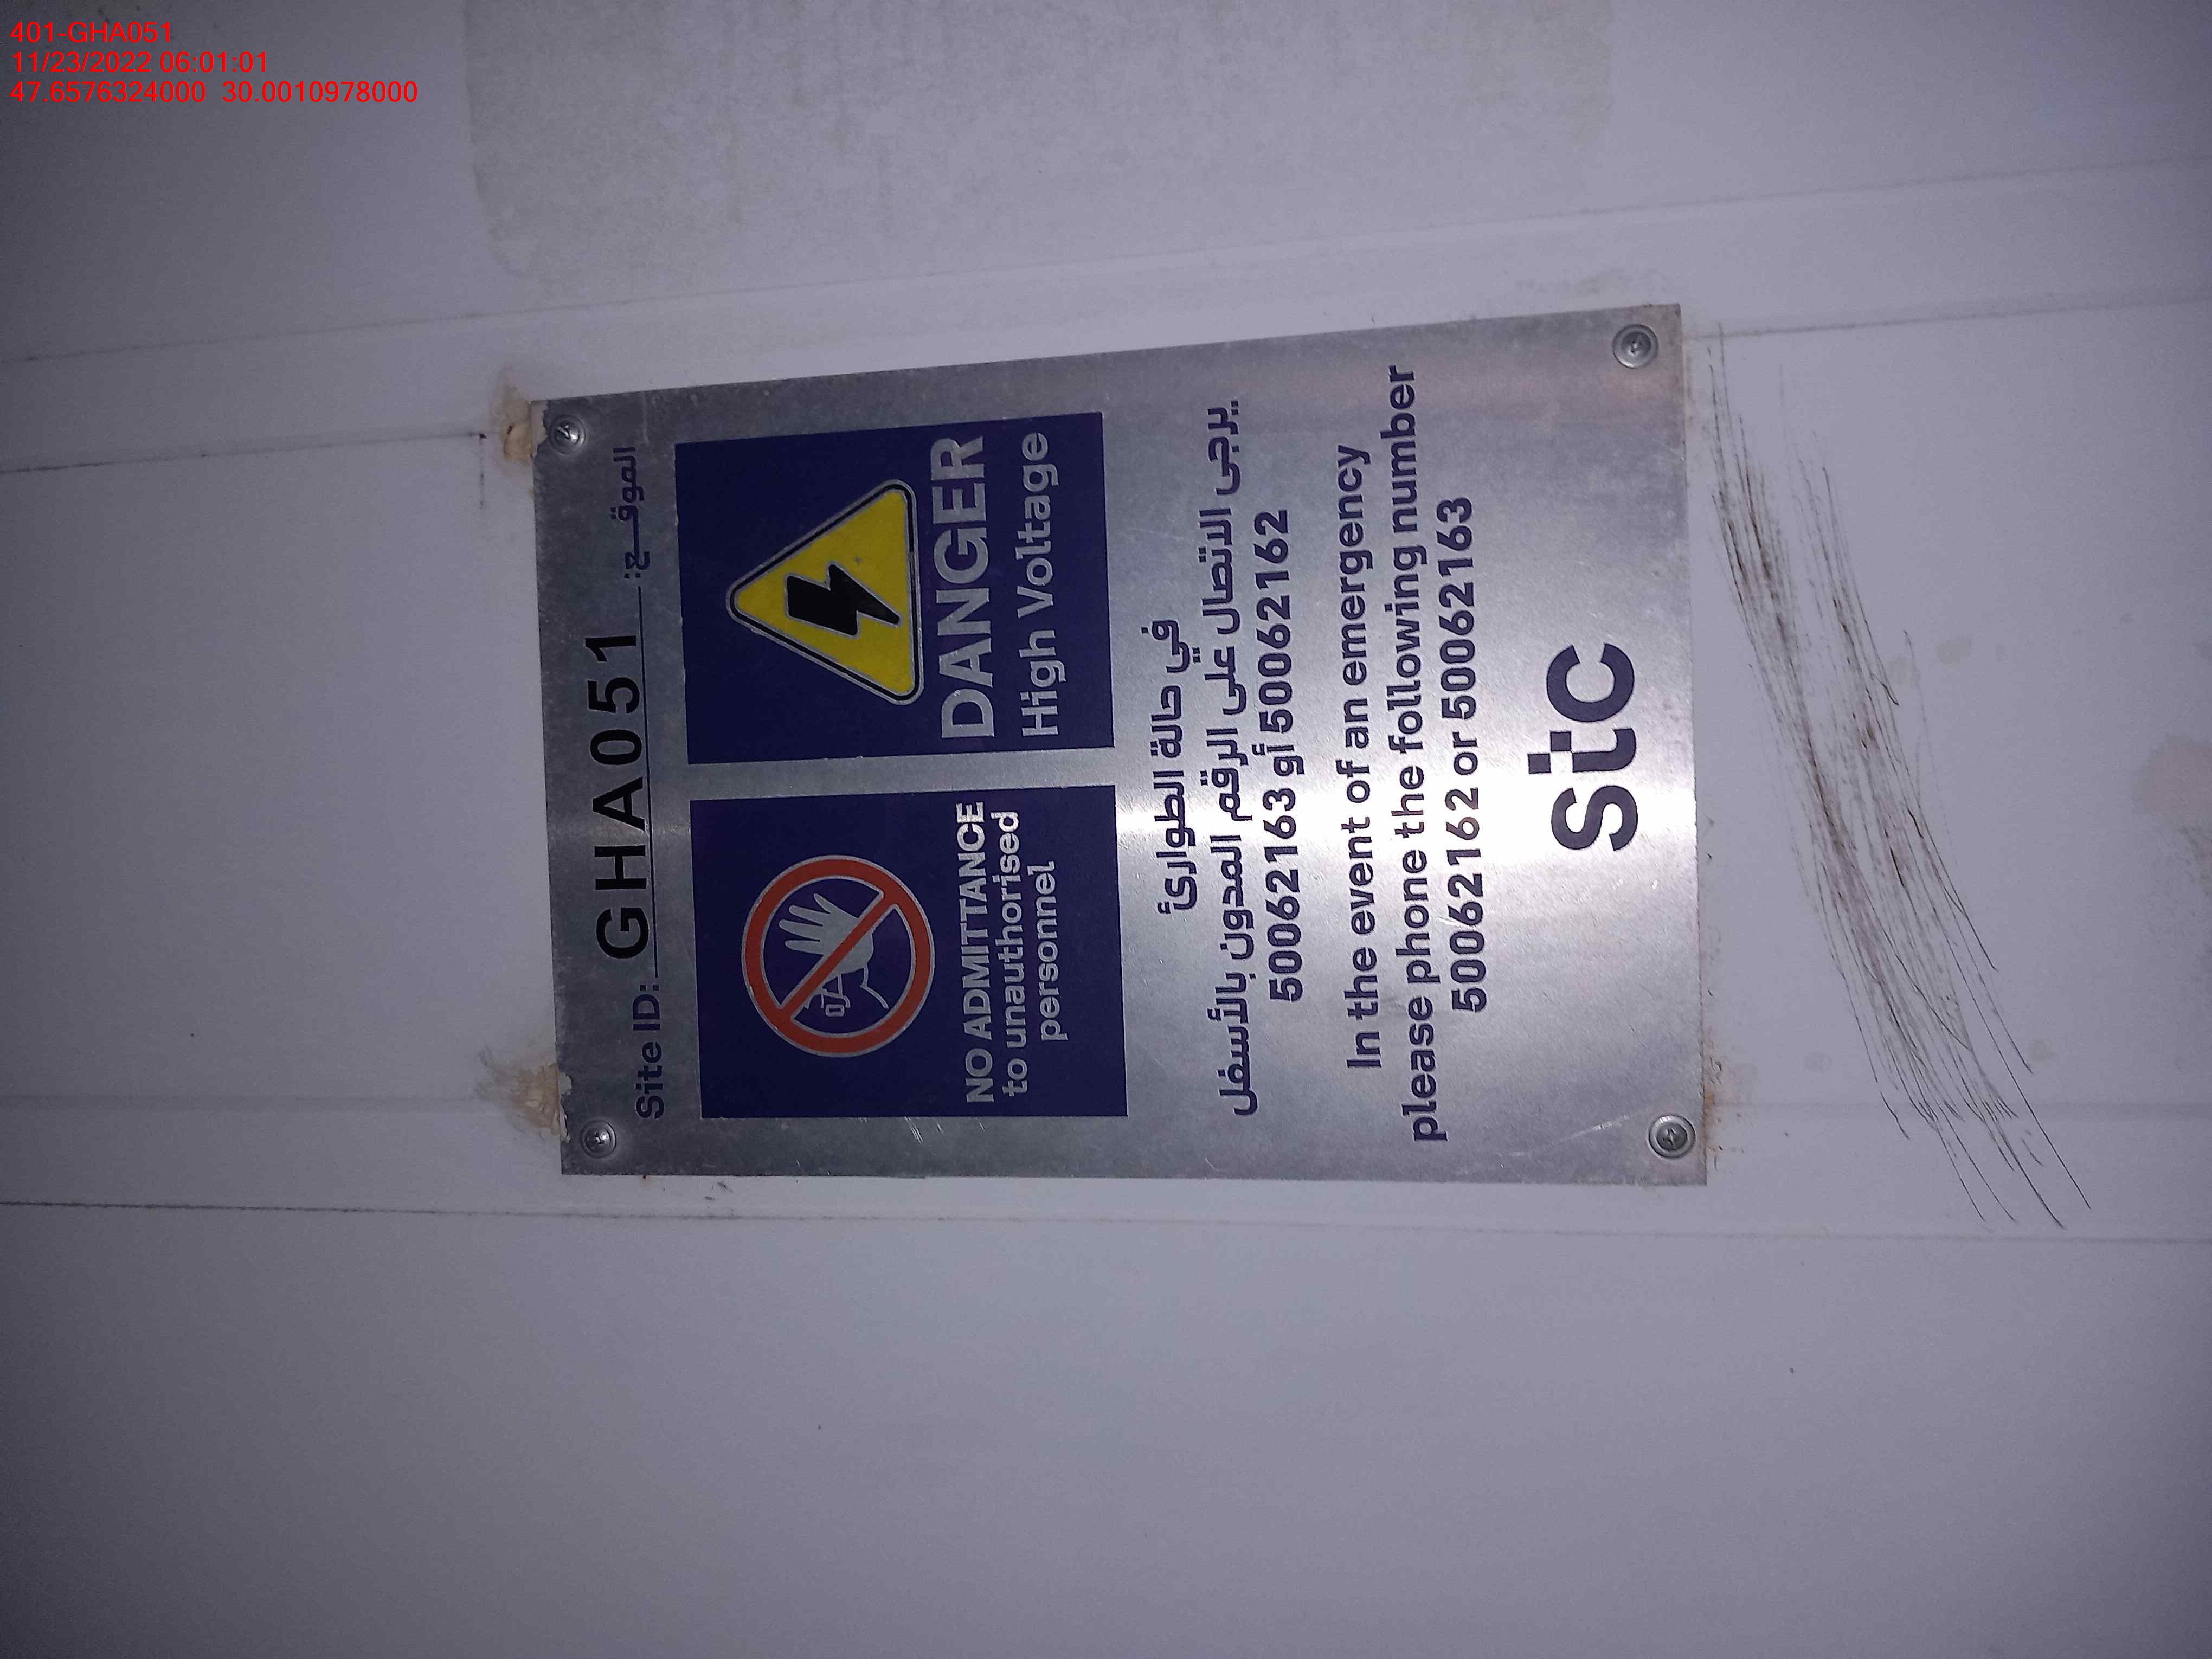 401-GHA051
11/23/2022 06:01:01
47.6576324000 30.0010978000
Site ID: GHA051 الموقـــع:
NO ADMITTANCE
to unauthorised
personnel
DANGER
High Voltage
في حالة الطوارئ
يرجى الاتصال على الرقم المدون بالأسفل
50062163 أو 50062162
In the event of an emergency
please phone the following number
50062162 or 50062163
stc